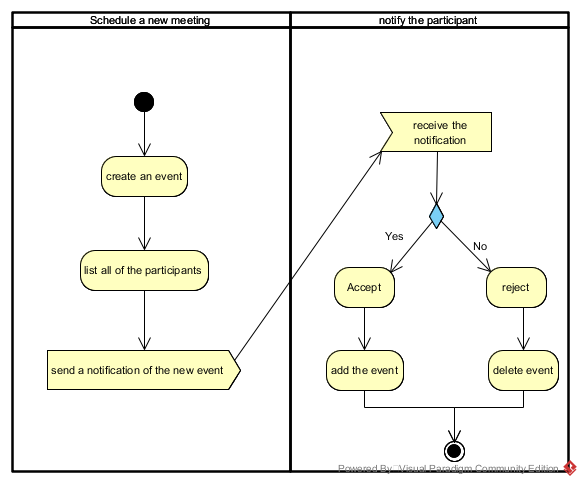 Schedule a new meeting
notify the participant
create an event
list all of the participants
send a notification of the new event
receive the
notification
Yes
No
Accept
reject
add the event
delete event
Powered By Visual Paradigm Community Edition